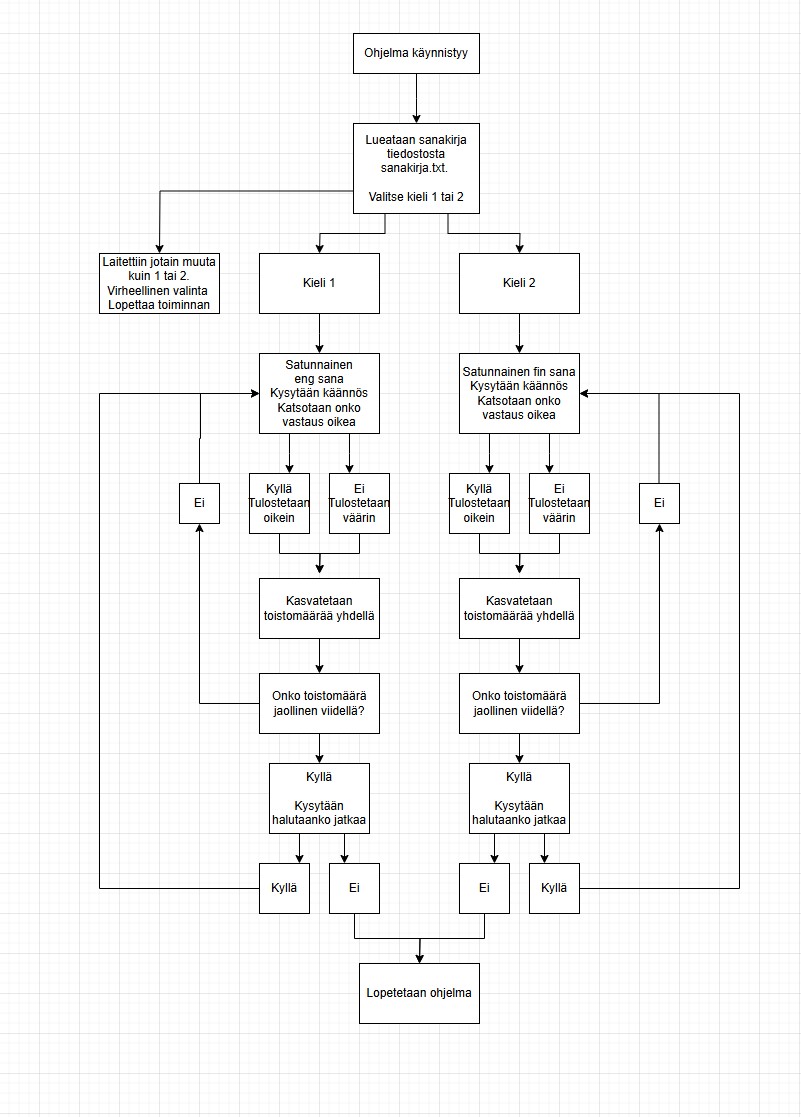 Ohjelma käynnistyy
Lueataan sanakirja
tiedostosta
sanakirja.txt.
Valitse kieli 1 tai 2
Laitettiin jotain muuta
kuin 1 tai 2.
Virheellinen valinta
Lopettaa toiminnan
Kieli 1
Kieli 2
Satunnainen
eng sana
Kysytään käännös
Katsotaan onko
vastaus oikea
Satunnainen fin sana
Kysytään käännös
Katsotaan onko
vastaus oikea
Ei
Kyllä
Tulostetaan
oikein
Ei
Tulostetaan
väärin
Kyllä
Tulostetaan
oikein
Ei
Tulostetaan
väärin
Ei
Kasvatetaan
toistomäärää yhdellä
Kasvatetaan
toistomäärää yhdellä
Onko toistomäärä
jaollinen viidellä?
Onko toistomäärä
jaollinen viidellä?
Kyllä
Kysytään
halutaanko jatkaa
Kyllä
Kysytään
halutaanko jatkaa
Kyllä
Ei
Ei
Kyllä
Lopetetaan ohjelma